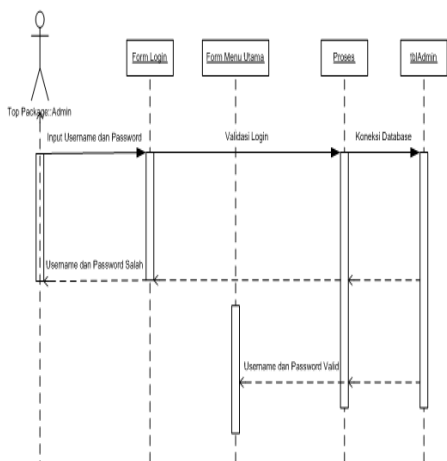 Form Login
Form Menu Utama
Proses
tblAdmin
Top Package::Admin
Input Username dan Password
Validasi Login
Koneksi Database
Username dan Password Salah
Username dan Password Valid